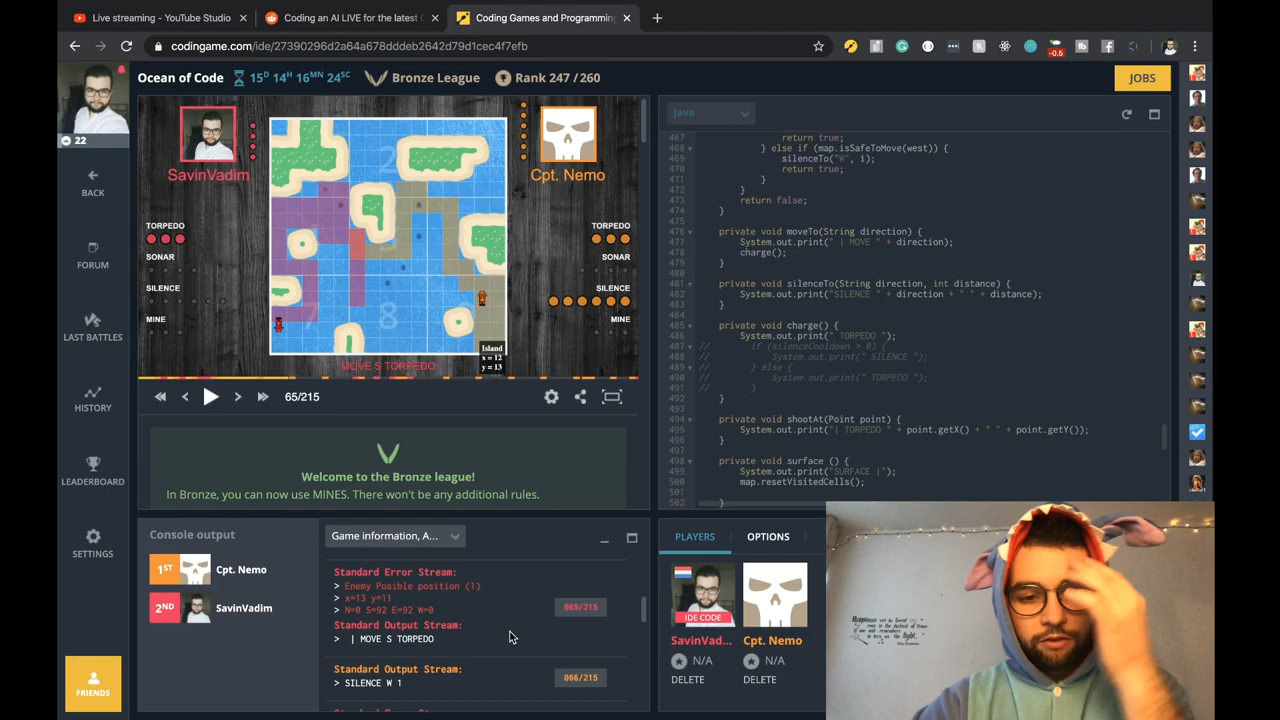 Live streaming - YouTube Studio
Coding an AI LIVE for the latest
Coding Games and Programming
codingame.com/ide/27390296d2a64a678dddeb2642d79d1cec4f7efb
-0.5
Ocean of Code
15D 14H 16MN 24SC
Bronze League
Rank 247 / 260
JOBS
22
BACK
FORUM
LAST BATTLES
HISTORY
LEADERBOARD
SETTINGS
FRIENDS
SavinVadim
Cpt. Nemo
TORPEDO
SONAR
SILENCE
MINE
TORPEDO
SONAR
SILENCE
MINE
2
7
8
Island
x = 12
y = 13
MOVE S TORPEDO
65/215
Welcome to the Bronze league!
In Bronze, you can now use MINES. There won't be any additional rules.
Console output
Game information, A...
1ST Cpt. Nemo
2ND SavinVadim
Standard Error Stream:
> Enemy Posible position (1)
> x=13 y=11
> N=0 S=92 E=92 W=0
065/215
Standard Output Stream:
> | MOVE S TORPEDO
Standard Output Stream:
> SILENCE W 1
066/215
Java
467 return true;
468 } else if (map.isSafeToMove(west)) {
469 silenceTo("W", i);
470 return true;
471 }
472 }
473 return false;
474 }
475
476 private void moveTo(String direction) {
477 System.out.print(" | MOVE " + direction);
478 charge();
479 }
480
481 private void silenceTo(String direction, int distance) {
482 System.out.print("SILENCE " + direction + " " + distance);
483 }
484
485 private void charge() {
486 System.out.print(" TORPEDO ");
487 // if (silenceCooldown > 0) {
488 // System.out.print(" SILENCE ");
489 // } else {
490 // System.out.print(" TORPEDO ");
491 // }
492 }
493
494 private void shootAt(Point point) {
495 System.out.print("| TORPEDO " + point.getX() + " " + point.getY());
496 }
497
498 private void surface () {
499 System.out.print("SURFACE |");
500 map.resetVisitedCells();
501
502 }
PLAYERS
OPTIONS
IDE CODE
SavinVad...
N/A
DELETE
Cpt. Nemo
N/A
DELETE